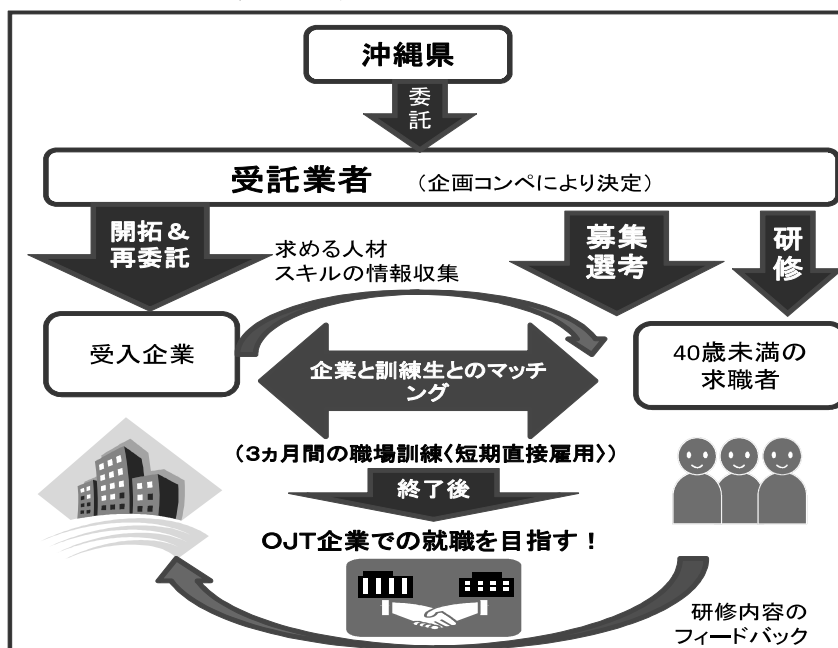 沖縄県
委
託
受託業者 （企画コンペにより決定）
開拓＆
再委託
求める人材
スキルの情報収集
募集
選考
研
修
受入企業
企業と訓練生とのマッチ
ング
40歳未満の
求職者
（３ヵ月間の職場訓練〈短期直接雇用〉）
終了後
OJT企業での就職を目指す！
研修内容の
フィードバック